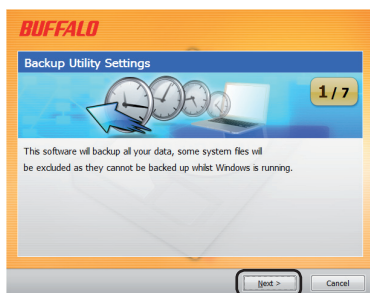 BUFFALO
Backup Utility Settings
1 / 7
This software will backup all your data, some system files will
be excluded as they cannot be backed up whilst Windows is running.
Next >
Cancel